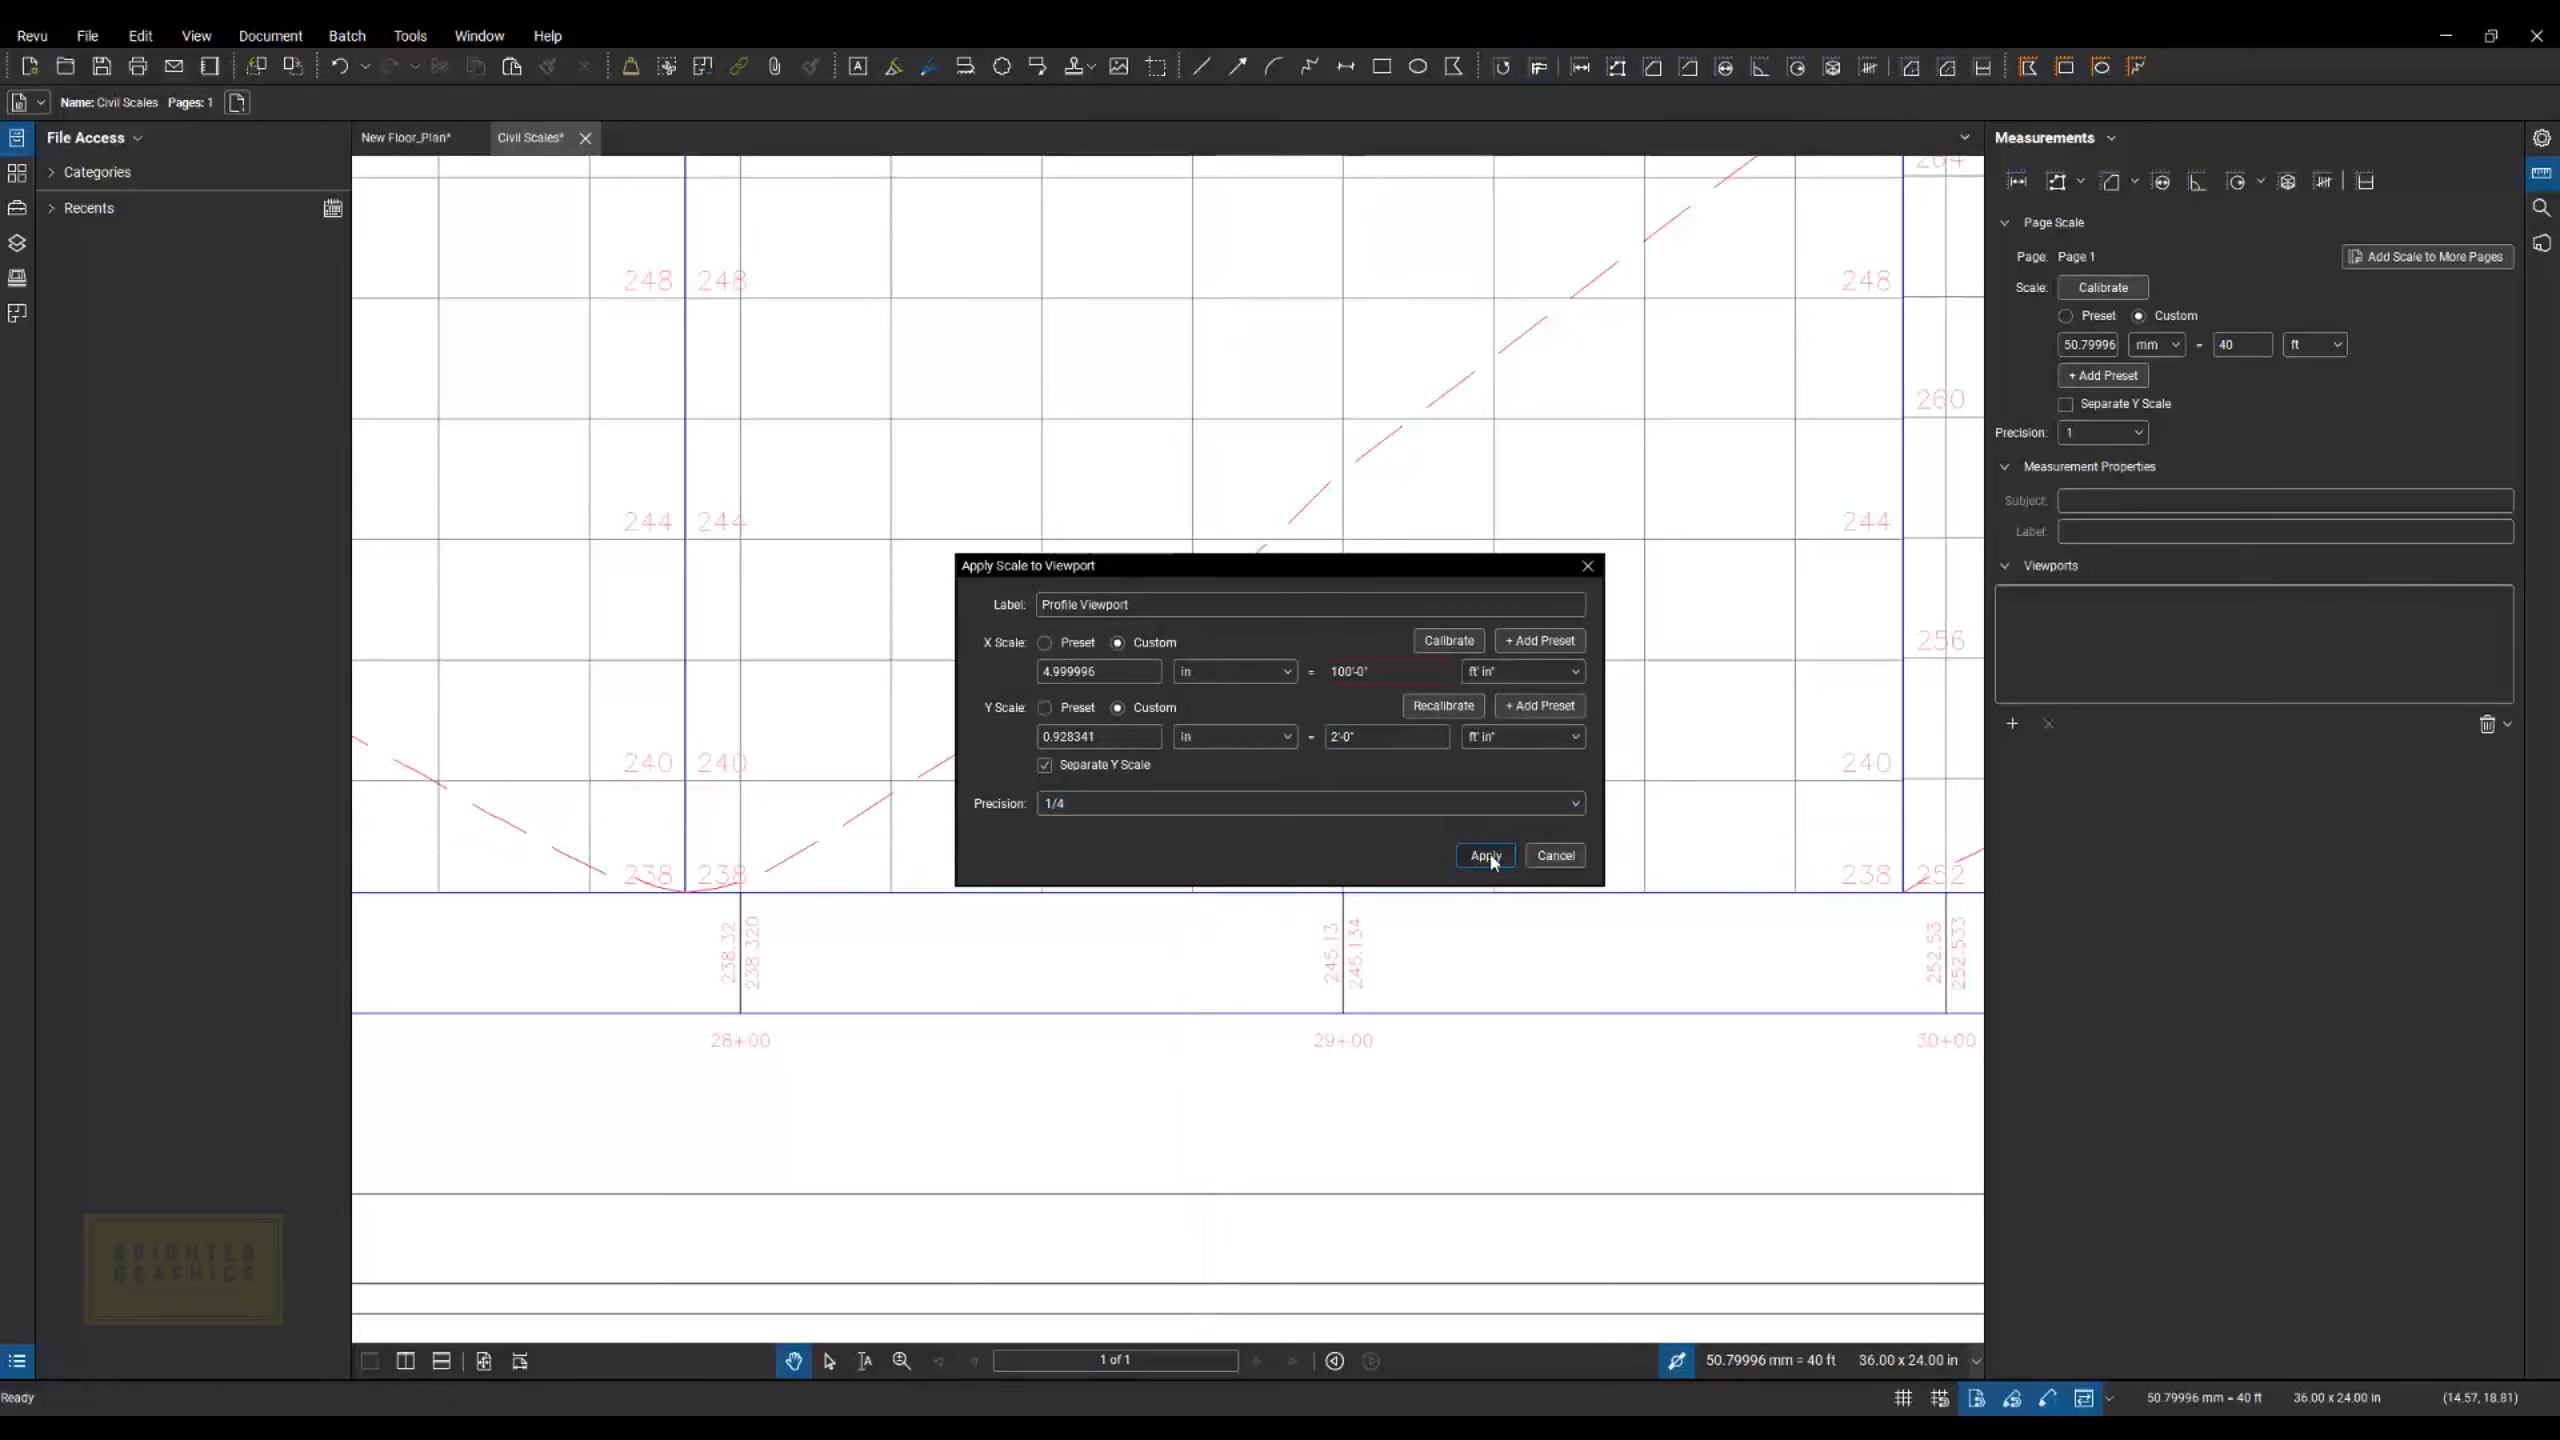 Revu File Edit View Document Batch Tools Window Help
Name: Civil Scales Pages: 1
File Access
New Floor_Plan*
Civil Scales*
Measurements
Categories
Recents
Page Scale
Page: Page 1
Add Scale to More Pages
Scale: Calibrate
Preset Custom
50.79996 mm = 40 ft
+ Add Preset
Separate Y Scale
Precision: 1
Measurement Properties
Subject:
Label:
Viewports
264
248 248 248
260
244 244 244
256
240 240 240
238 238 238 252
Apply Scale to Viewport
Label: Profile Viewport
X Scale: Preset Custom Calibrate + Add Preset
4.999996 in = 100'-0" ft' in"
Y Scale: Preset Custom Recalibrate + Add Preset
0.928341 in = 2'-0" ft' in"
Separate Y Scale
Precision: 1/4
Apply Cancel
238.32 238.320
245.13 245.134
252.53 252.533
28+00 29+00 30+00
BRIGHTER
GRAPHICS
1 of 1
50.79996 mm = 40 ft 36.00 x 24.00 in
Ready
50.79996 mm = 40 ft 36.00 x 24.00 in (14.57, 18.81)